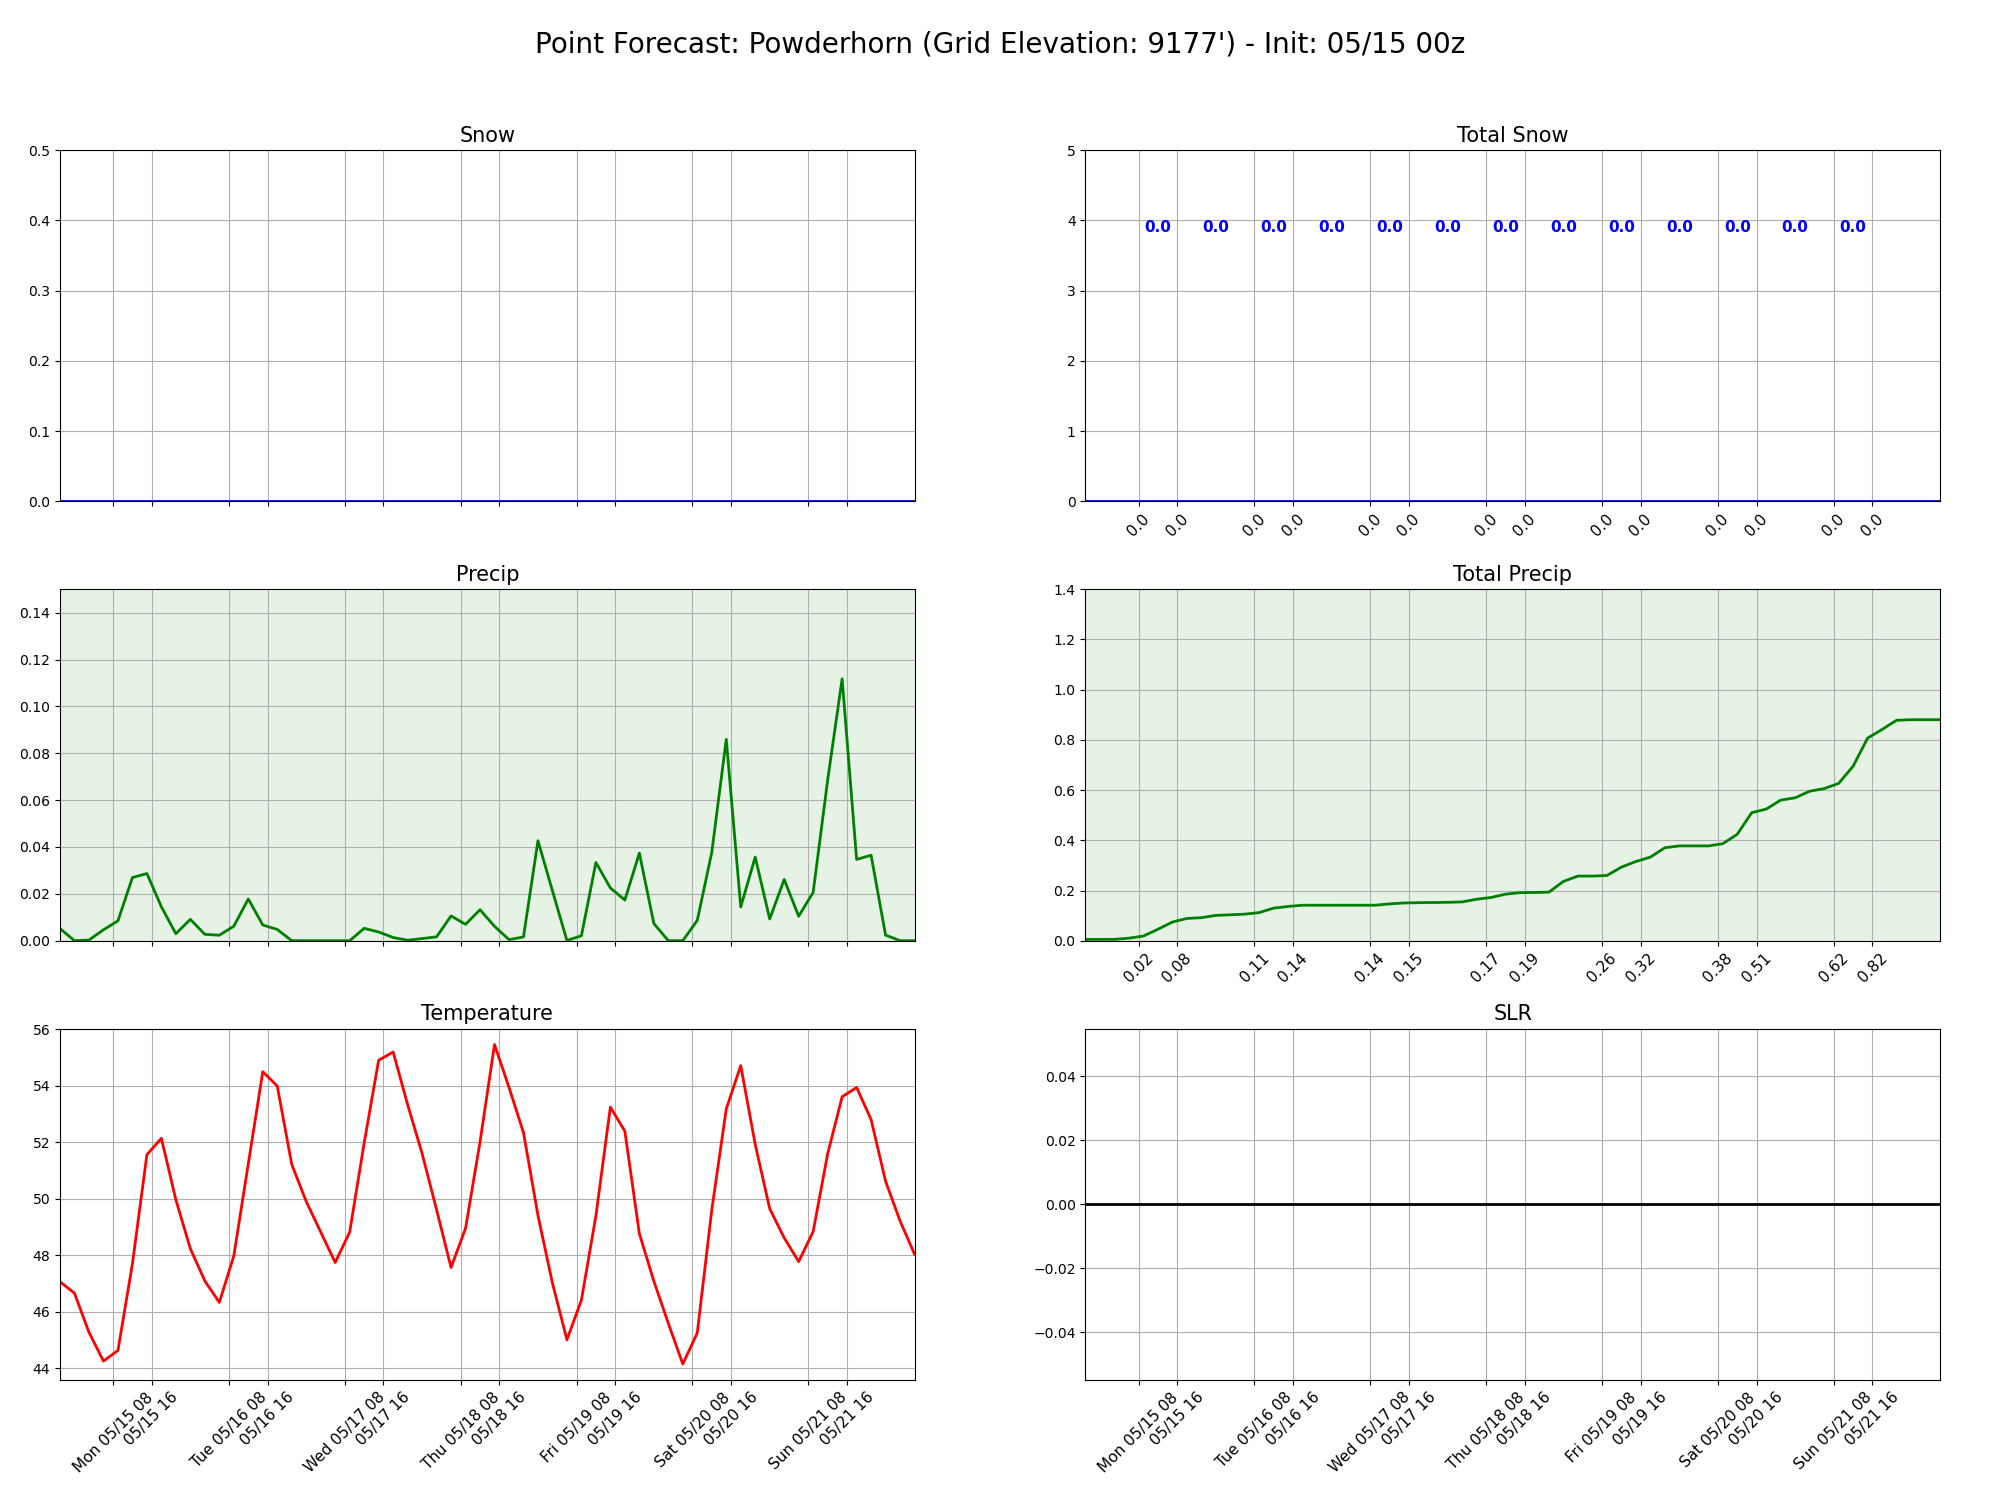 Point Forecast: Powderhorn (Grid Elevation: 9177') - Init: 05/15 00z
Snow
0.5
0.4
0.3
0.2
0.1
0.0
Total Snow
5
4
3
2
1
0
0.0 0.0 0.0 0.0 0.0 0.0 0.0 0.0 0.0 0.0 0.0 0.0 0.0
0.0 0.0 0.0 0.0 0.0 0.0 0.0 0.0 0.0 0.0 0.0 0.0 0.0 0.0
Precip
0.14
0.12
0.10
0.08
0.06
0.04
0.02
0.00
Total Precip
1.4
1.2
1.0
0.8
0.6
0.4
0.2
0.0
0.02 0.08 0.11 0.14 0.14 0.15 0.17 0.19 0.26 0.32 0.38 0.51 0.62 0.82
Temperature
56
54
52
50
48
46
44
Mon 05/15 08
05/15 16
Tue 05/16 08
05/16 16
Wed 05/17 08
05/17 16
Thu 05/18 08
05/18 16
Fri 05/19 08
05/19 16
Sat 05/20 08
05/20 16
Sun 05/21 08
05/21 16
SLR
0.04
0.02
0.00
−0.02
−0.04
Mon 05/15 08
05/15 16
Tue 05/16 08
05/16 16
Wed 05/17 08
05/17 16
Thu 05/18 08
05/18 16
Fri 05/19 08
05/19 16
Sat 05/20 08
05/20 16
Sun 05/21 08
05/21 16